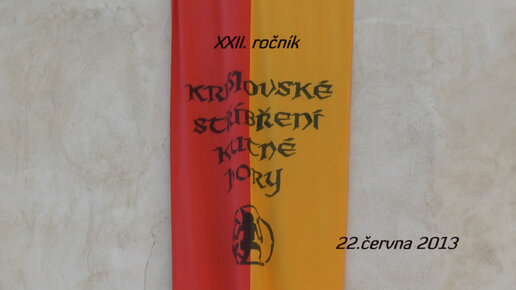 XXII. ročník
KRÁLOVSKÉ
STŘÍBŘENÍ
KUTNÉ
HORY
22.června 2013